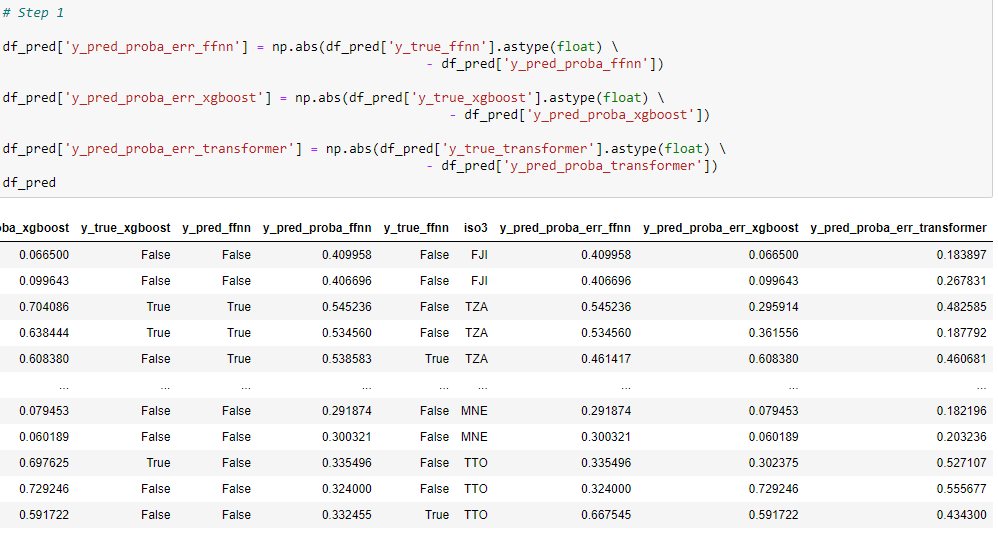 # Step 1
df_pred['y_pred_proba_err_ffnn'] = np.abs(df_pred['y_true_ffnn'].astype(float) \
- df_pred['y_pred_proba_ffnn'])
df_pred['y_pred_proba_err_xgboost'] = np.abs(df_pred['y_true_xgboost'].astype(float) \
- df_pred['y_pred_proba_xgboost'])
df_pred['y_pred_proba_err_transformer'] = np.abs(df_pred['y_true_transformer'].astype(float) \
- df_pred['y_pred_proba_transformer'])
df_pred
oba_xgboost y_true_xgboost y_pred_ffnn y_pred_proba_ffnn y_true_ffnn iso3 y_pred_proba_err_ffnn y_pred_proba_err_xgboost y_pred_proba_err_transformer
0.066500 False False 0.409958 False FJI 0.409958 0.066500 0.183897
0.099643 False False 0.406696 False FJI 0.406696 0.099643 0.267831
0.704086 True True 0.545236 False TZA 0.545236 0.295914 0.482585
0.638444 True True 0.534560 False TZA 0.534560 0.361556 0.187792
0.608380 False True 0.538583 True TZA 0.461417 0.608380 0.460681
... ... ... ... ... ... ... ... ...
0.079453 False False 0.291874 False MNE 0.291874 0.079453 0.182196
0.060189 False False 0.300321 False MNE 0.300321 0.060189 0.203236
0.697625 True False 0.335496 False TTO 0.335496 0.302375 0.527107
0.729246 False False 0.324000 False TTO 0.324000 0.729246 0.555677
0.591722 False False 0.332455 True TTO 0.667545 0.591722 0.434300